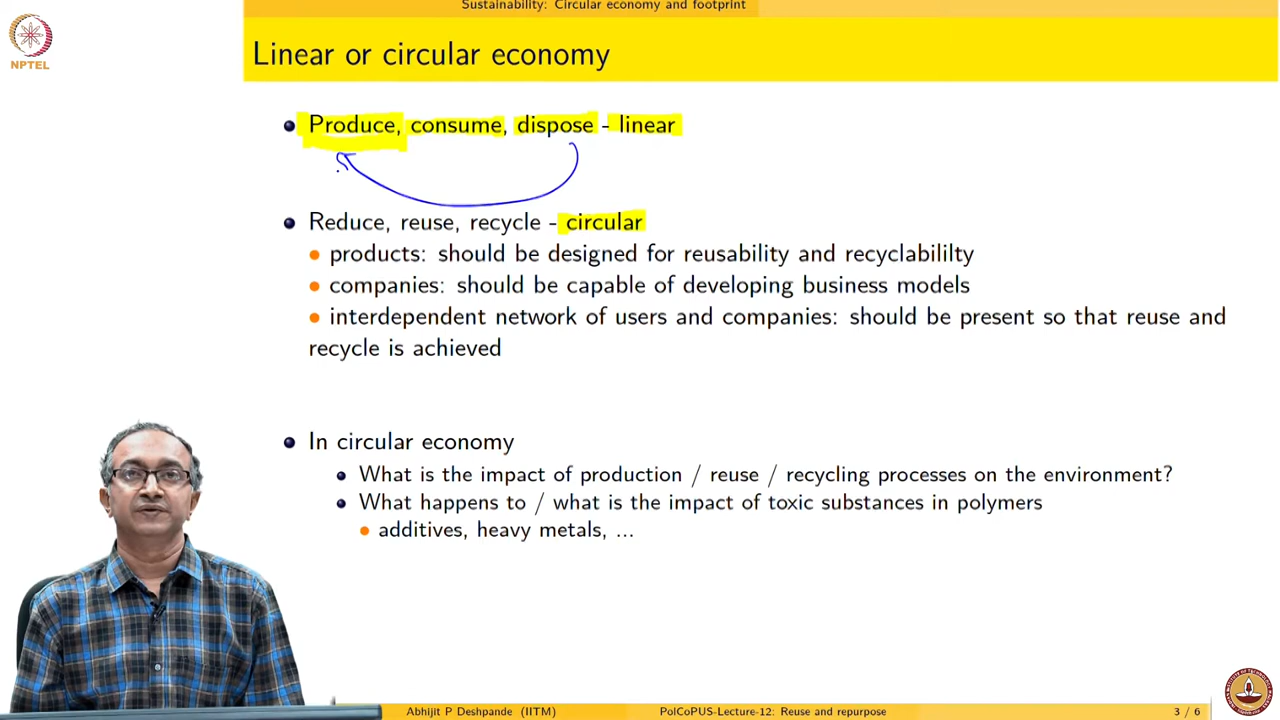 Sustainability: Circular economy and footprint
NPTEL
Linear or circular economy
Produce, consume, dispose - linear
Reduce, reuse, recycle - circular
products: should be designed for reusability and recyclabililty
companies: should be capable of developing business models
interdependent network of users and companies: should be present so that reuse and
recycle is achieved
In circular economy
What is the impact of production / reuse / recycling processes on the environment?
What happens to / what is the impact of toxic substances in polymers
additives, heavy metals, ...
Abhijit P Deshpande (IITM) PolCoPUS-Lecture-12: Reuse and repurpose 3 / 6